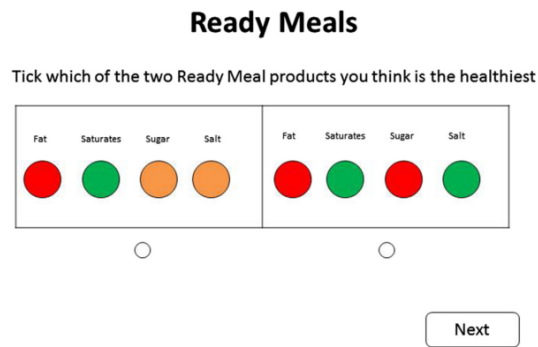 Ready Meals
Tick which of the two Ready Meal products you think is the healthiest
Fat Saturates Sugar Salt
Fat Saturates Sugar Salt
Next